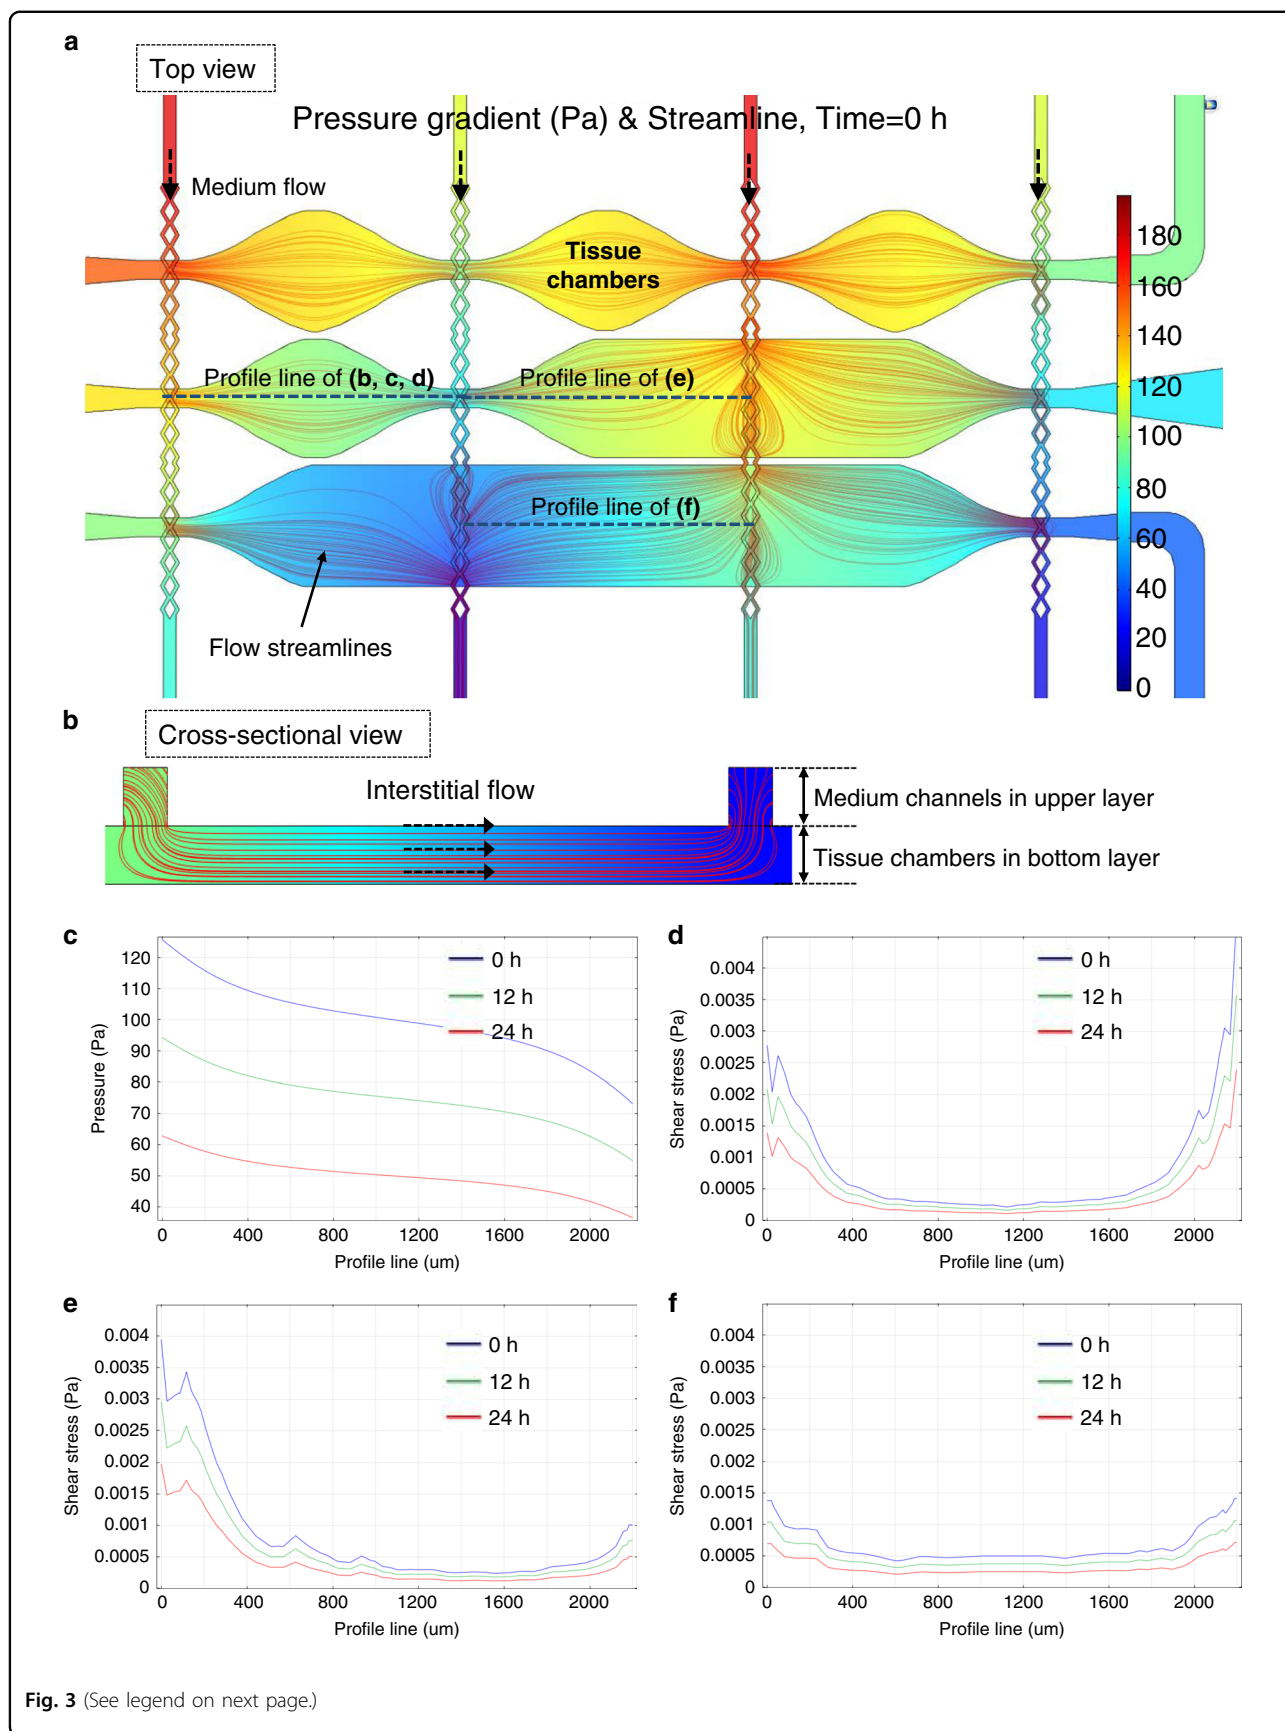 a
Top view
Pressure gradient (Pa) & Streamline, Time=0 h
Medium flow
Tissue
chambers
180
160
140
120
100
80
60
40
20
0
Profile line of (b, c, d)
Profile line of (e)
Profile line of (f)
Flow streamlines
b
Cross-sectional view
Interstitial flow
Medium channels in upper layer
Tissue chambers in bottom layer
c
Pressure (Pa)
120
110
100
90
80
70
60
50
40
0 h
12 h
24 h
0 400 800 1200 1600 2000
Profile line (um)
d
Shear stress (Pa)
0.004
0.0035
0.003
0.0025
0.002
0.0015
0.001
0.0005
0
0 h
12 h
24 h
0 400 800 1200 1600 2000
Profile line (um)
e
Shear stress (Pa)
0.004
0.0035
0.003
0.0025
0.002
0.0015
0.001
0.0005
0
0 h
12 h
24 h
0 400 800 1200 1600 2000
Profile line (um)
f
Shear stress (Pa)
0.004
0.0035
0.003
0.0025
0.002
0.0015
0.001
0.0005
0
0 h
12 h
24 h
0 400 800 1200 1600 2000
Profile line (um)
Fig. 3 (See legend on next page.)